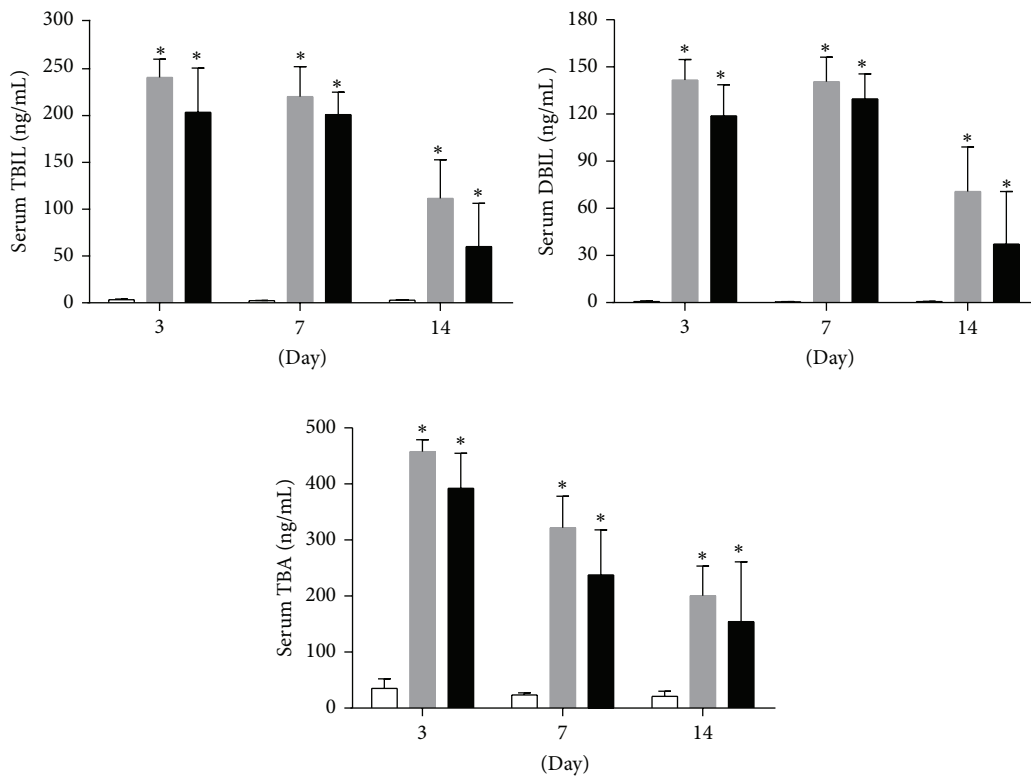 Serum TBIL (ng/mL)
300
250
200
150
100
50
0
* * * * * *
3 7 14
(Day)
Serum DBIL (ng/mL )
180
150
120
90
60
30
0
* * * * * *
3 7 14
(Day)
Serum TBA (ng/mL)
500
400
300
200
100
0
* * * * * *
3 7 14
(Day)